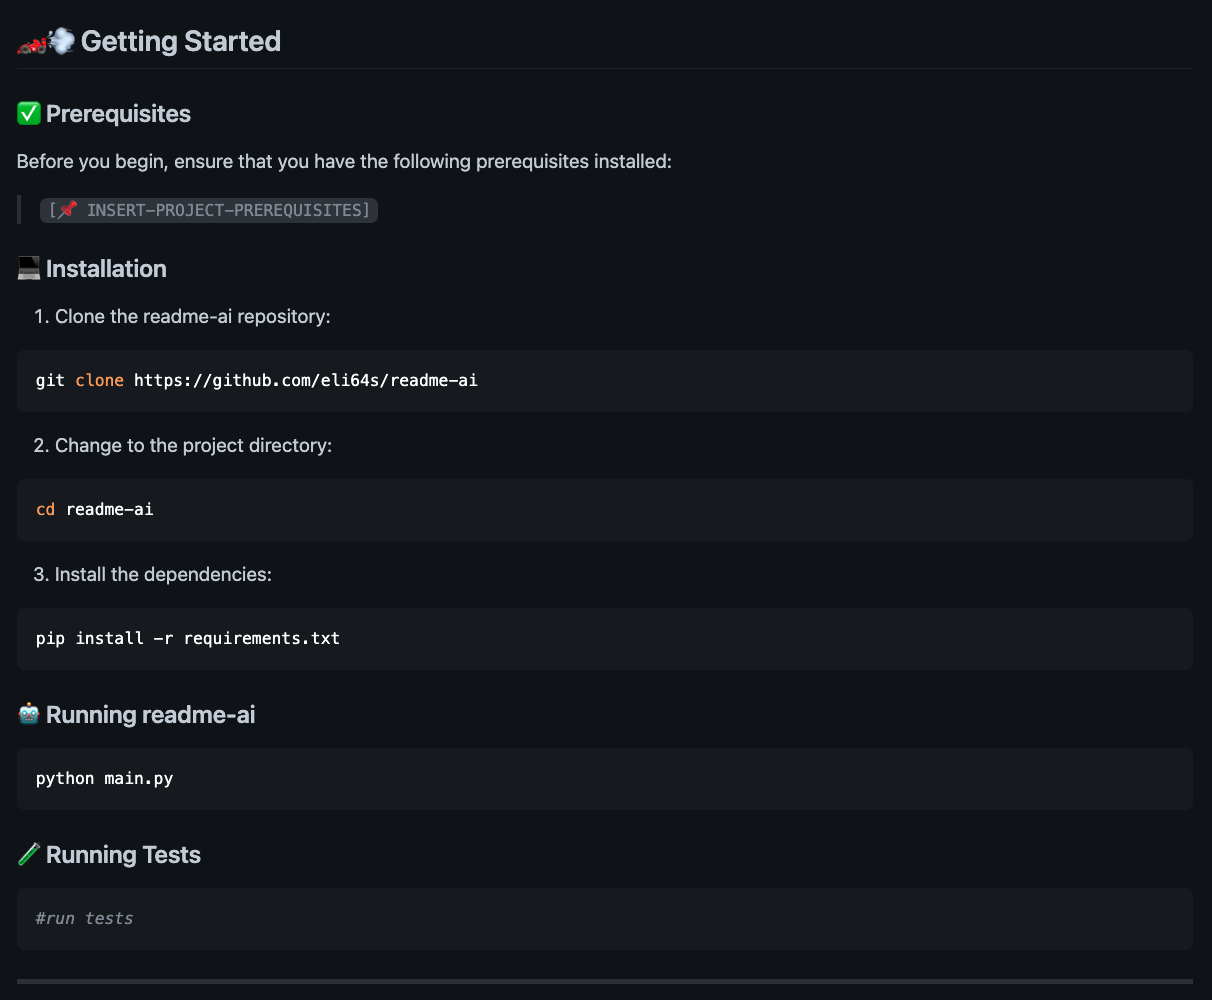 🏎💨 Getting Started
✅ Prerequisites
Before you begin, ensure that you have the following prerequisites installed:
[📌 INSERT-PROJECT-PREREQUISITES]
💻 Installation
1. Clone the readme-ai repository:
git clone https://github.com/eli64s/readme-ai
2. Change to the project directory:
cd readme-ai
3. Install the dependencies:
pip install -r requirements.txt
🤖 Running readme-ai
python main.py
🧪 Running Tests
#run tests